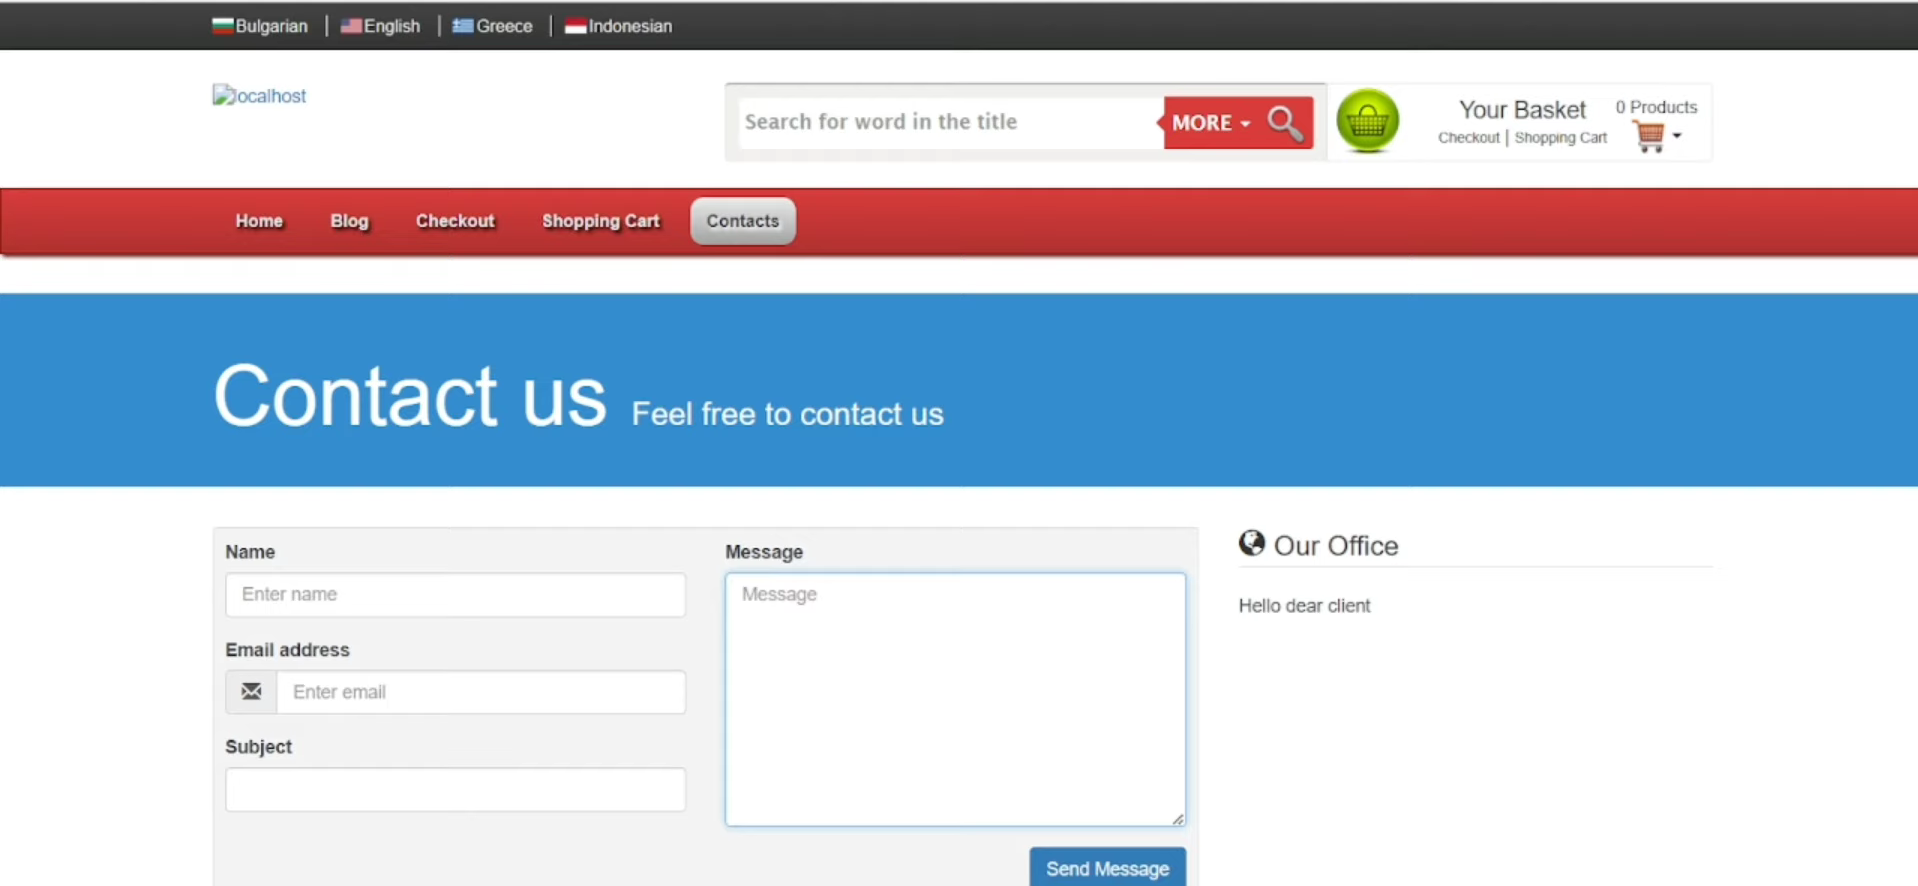 Bulgarian | English | Greece | Indonesian
localhost
Search for word in the title
MORE
Your Basket
0 Products
Checkout | Shopping Cart
Home Blog Checkout Shopping Cart Contacts
Contact us Feel free to contact us
Name
Enter name
Email address
Enter email
Subject
Message
Message
Send Message
Our Office
Hello dear client